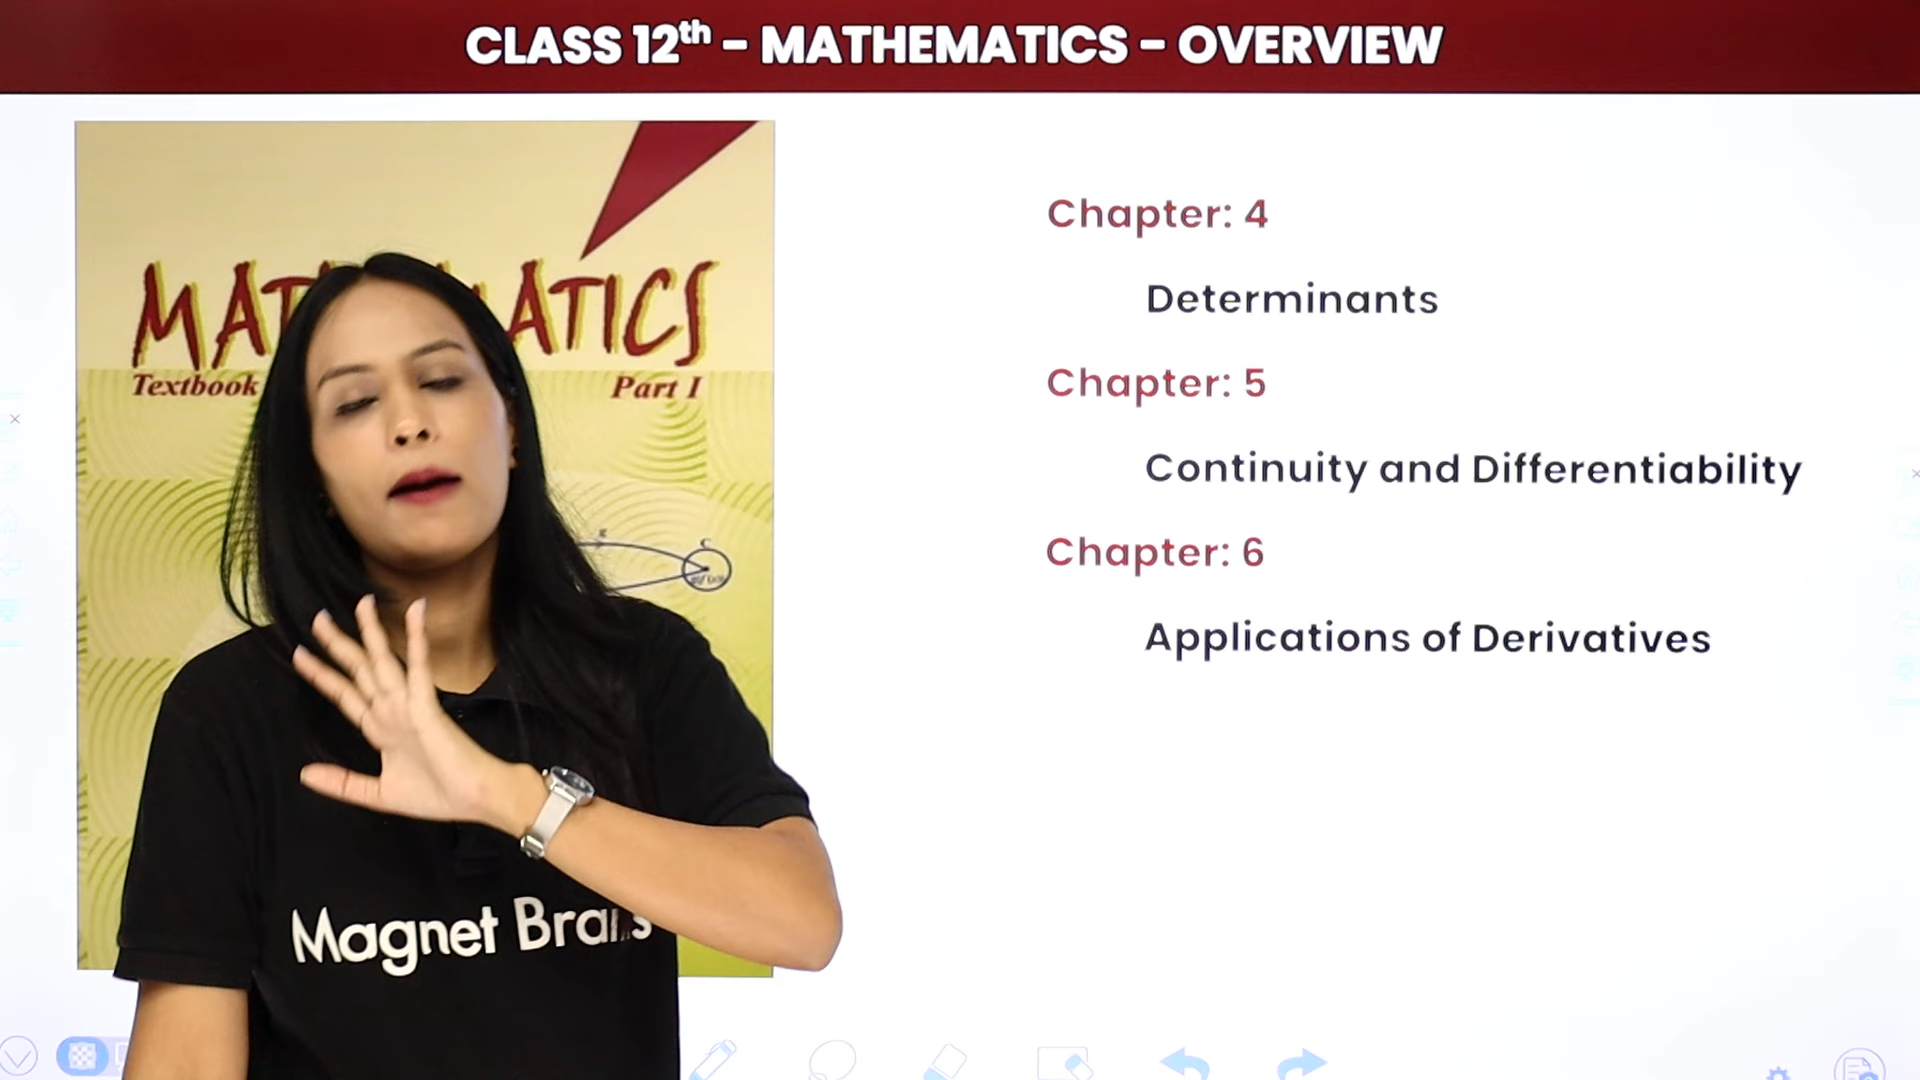 CLASS 12th – MATHEMATICS – OVERVIEW
Textbook
Part I
Chapter: 4
Determinants
Chapter: 5
Continuity and Differentiability
Chapter: 6
Applications of Derivatives
Magnet